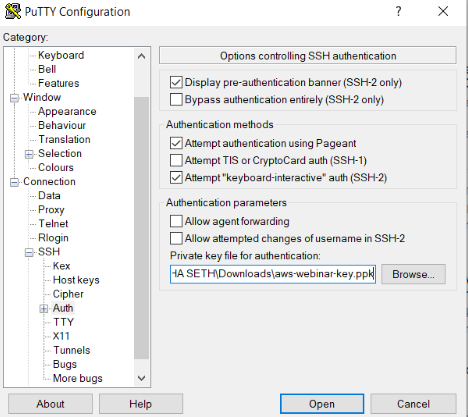 PuTTY Configuration
Category:
Keyboard
Bell
Features
Window
Appearance
Behaviour
Translation
Selection
Colours
Connection
Data
Proxy
Telnet
Rlogin
SSH
Kex
Host keys
Cipher
Auth
TTY
X11
Tunnels
Bugs
More bugs
Options controlling SSH authentication
Display pre-authentication banner (SSH-2 only)
Bypass authentication entirely (SSH-2 only)
Authentication methods
Attempt authentication using Pageant
Attempt TIS or CryptoCard auth (SSH-1)
Attempt "keyboard-interactive" auth (SSH-2)
Authentication parameters
Allow agent forwarding
Allow attempted changes of username in SSH-2
Private key file for authentication:
HA SETH\Downloads\aws-webinar-key.ppk
Browse...
About
Help
Open
Cancel